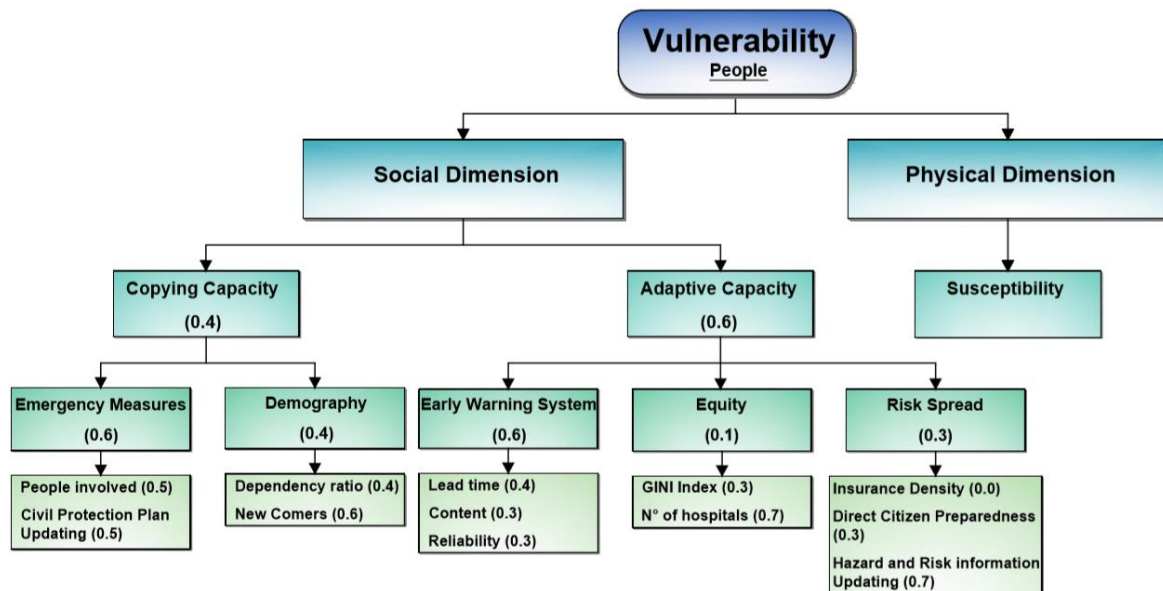 Vulnerability
People
Social Dimension
Physical Dimension
Copying Capacity
(0.4)
Adaptive Capacity
(0.6)
Susceptibility
Emergency Measures
(0.6)
Demography
(0.4)
Early Warning System
(0.6)
Equity
(0.1)
Risk Spread
(0.3)
People involved (0.5)
Civil Protection Plan
Updating (0.5)
Dependency ratio (0.4)
New Comers (0.6)
Lead time (0.4)
Content (0.3)
Reliability (0.3)
GINI Index (0.3)
N° of hospitals (0.7)
Insurance Density (0.0)
Direct Citizen Preparedness
(0.3)
Hazard and Risk information
Updating (0.7)